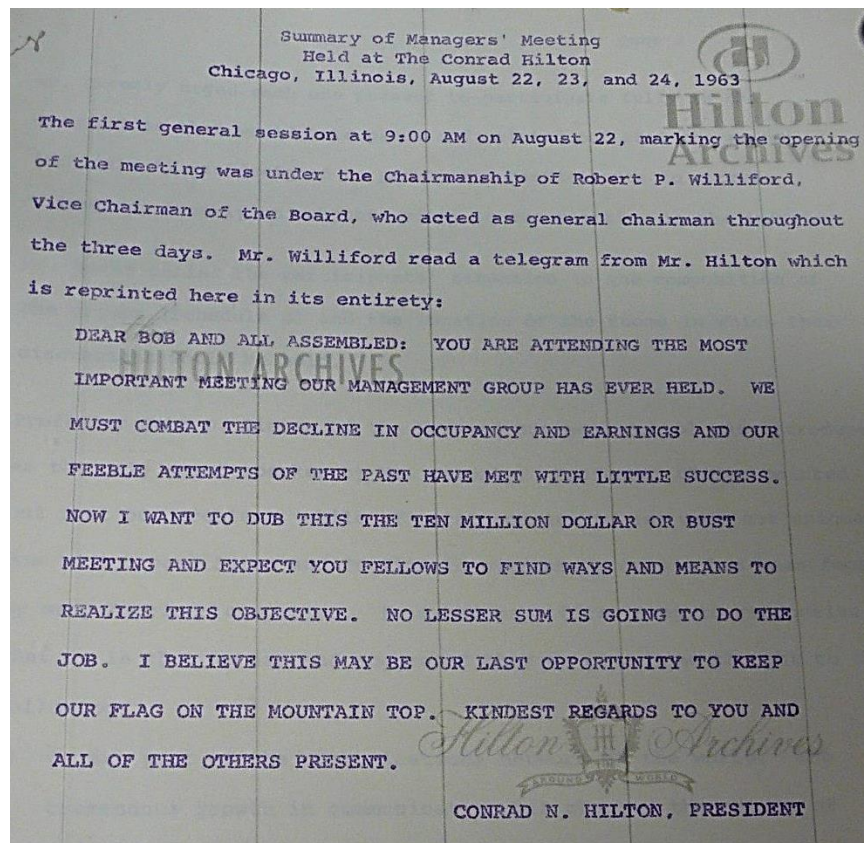 Summary of Managers' Meeting
Held at The Conrad Hilton
Chicago, Illinois, August 22, 23, and 24, 1963
Hilton
Archives
The first general session at 9:00 AM on August 22, marking the opening
of the meeting was under the Chairmanship of Robert P. Williford,
Vice Chairman of the Board, who acted as general chairman throughout
the three days. Mr. Williford read a telegram from Mr. Hilton which
is reprinted here in its entirety:
DEAR BOB AND ALL ASSEMBLED: YOU ARE ATTENDING THE MOST
the
HILTON ARCHIVES
IMPORTANT MEETING OUR MANAGEMENT GROUP HAS EVER HELD. WE
MUST COMBAT THE DECLINE IN OCCUPANCY AND EARNINGS AND OUR
FEEBLE ATTEMPTS OF THE PAST HAVE MET WITH LITTLE SUCCESS.
NOW I WANT TO DUB THIS THE TEN MILLION DOLLAR OR BUST
MEETING AND EXPECT YOU FELLOWS TO FIND WAYS AND MEANS TO
REALIZE THIS OBJECTIVE. NO LESSER SUM IS GOING TO DO THE
JOB. I BELIEVE THIS MAY BE OUR LAST OPPORTUNITY TO KEEP
OUR FLAG ON THE MOUNTAIN TOP. KINDEST REGARDS TO YOU AND
Hilton Archives
AROUND THE WORLD
ALL OF THE OTHERS PRESENT.
CONRAD N. HILTON, PRESIDENT